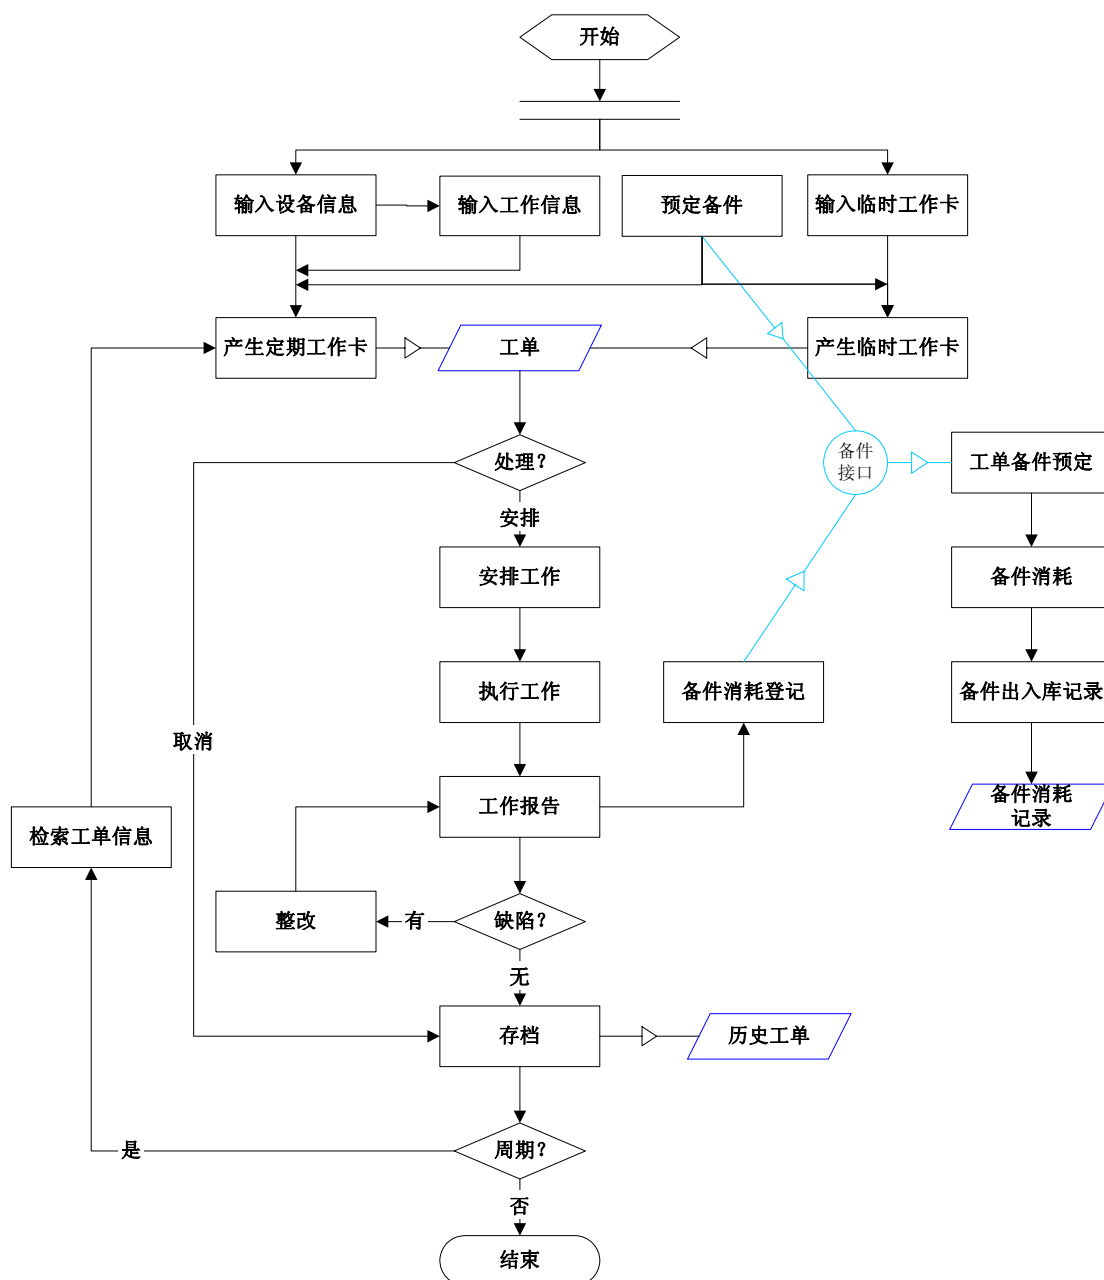 开始
输入设备信息
输入工作信息
预定备件
输入临时工作卡
产生定期工作卡
工单
产生临时工作卡
处理?
备件
接口
工单备件预定
安排
安排工作
备件消耗
执行工作
备件消耗登记
备件出入库记录
取消
工作报告
备件消耗
记录
检索工单信息
整改
有
缺陷?
无
存档
历史工单
是
周期?
否
结束